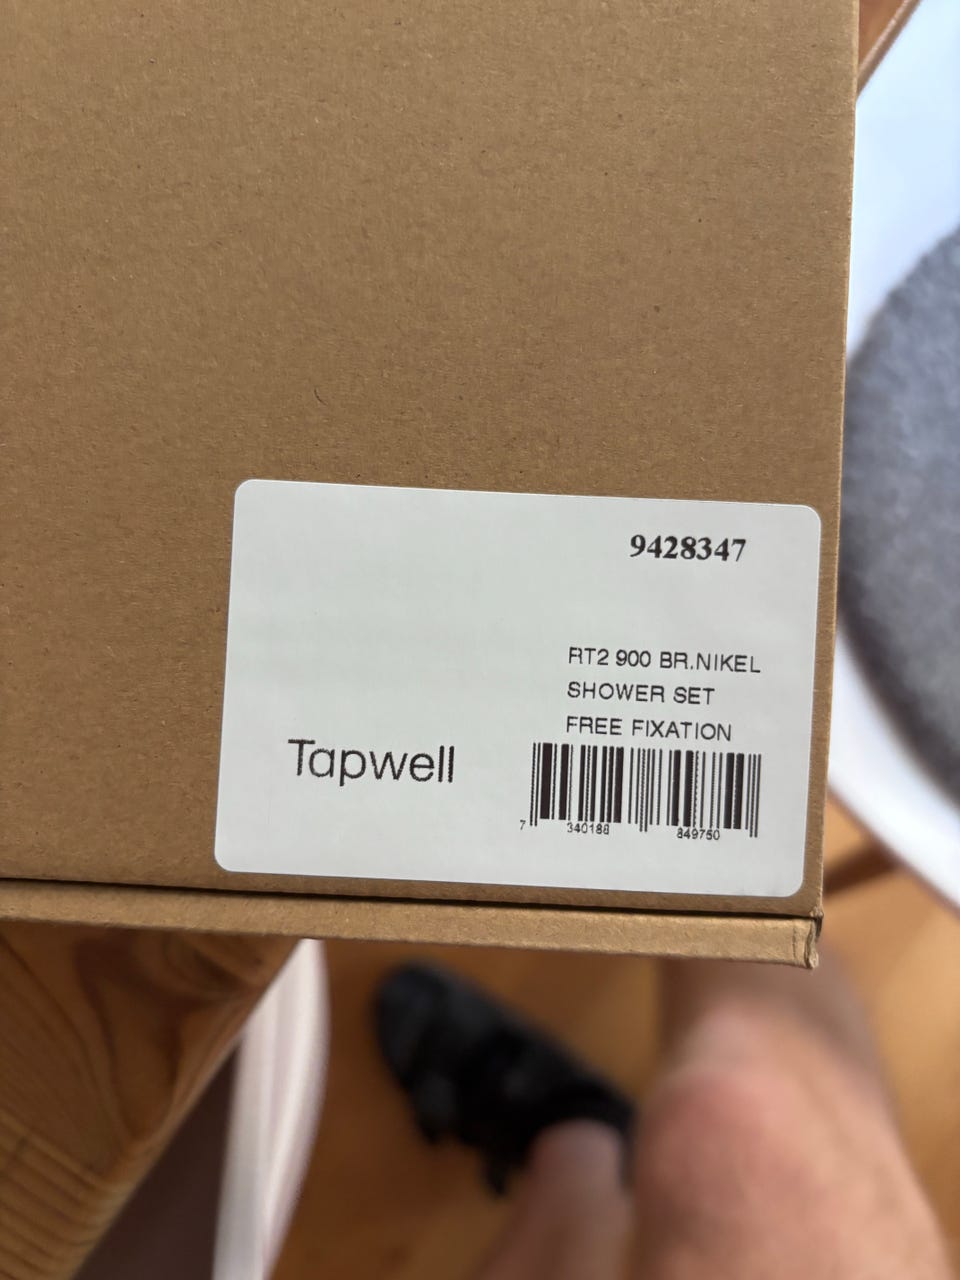 9428347
RT2 900 BR.NIKEL
SHOWER SET
FREE FIXATION
Tapwell
7 340188 849750